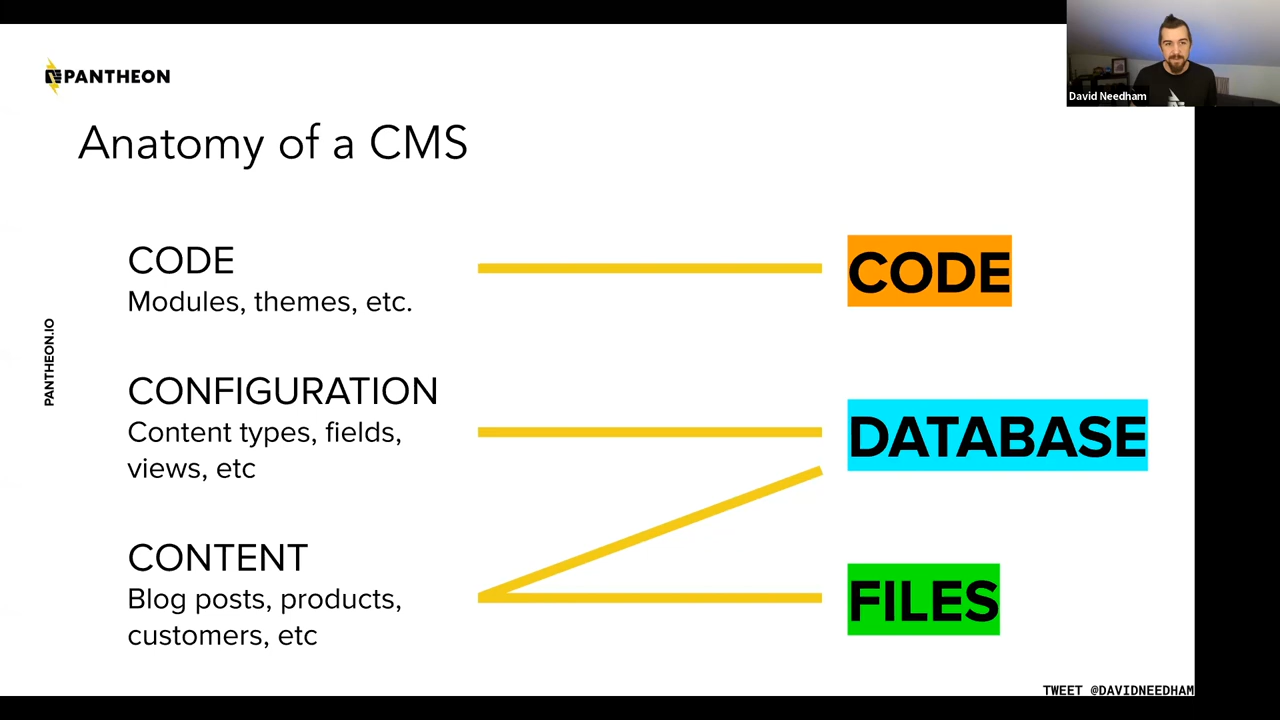 PANTHEON
David Needham
Anatomy of a CMS
CODE
Modules, themes, etc.
CODE
CONFIGURATION
Content types, fields,
views, etc
DATABASE
CONTENT
Blog posts, products,
customers, etc
FILES
PANTHEON.IO
TWEET @DAVIDNEEDHAM